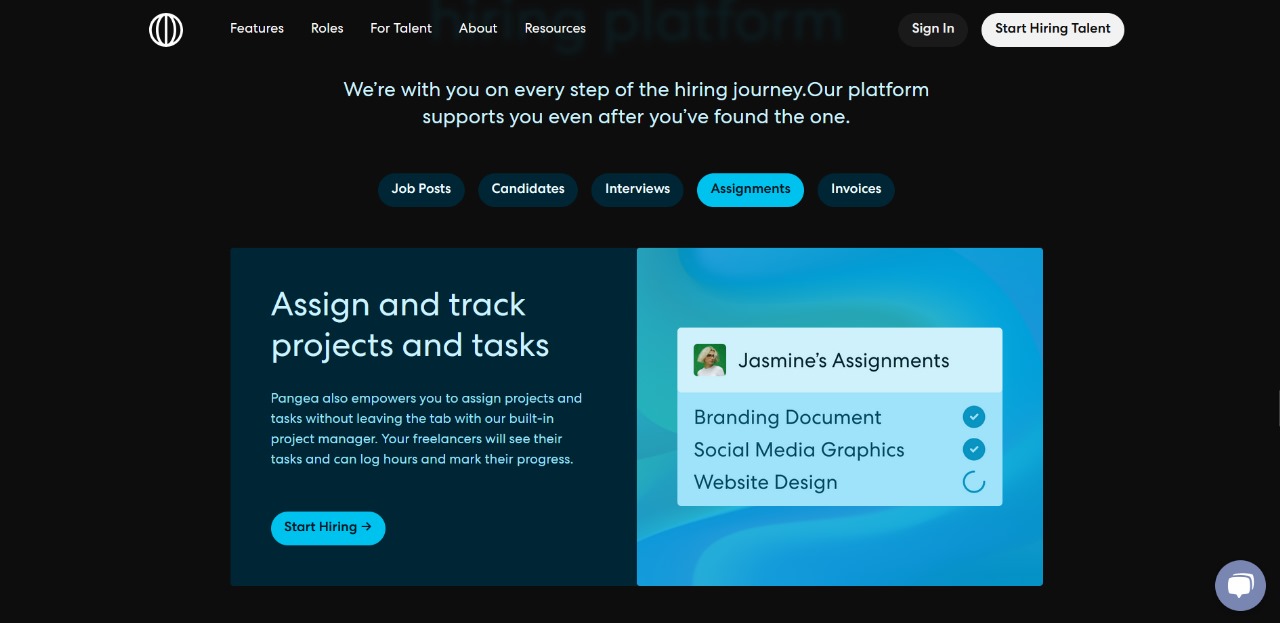 Features Roles For Talent About Resources Sign In Start Hiring Talent
hiring platform
We’re with you on every step of the hiring journey.Our platform
supports you even after you’ve found the one.
Job Posts Candidates Interviews Assignments Invoices
Assign and track
projects and tasks
Pangea also empowers you to assign projects and
tasks without leaving the tab with our built-in
project manager. Your freelancers will see their
tasks and can log hours and mark their progress.
Start Hiring →
Jasmine’s Assignments
Branding Document
Social Media Graphics
Website Design